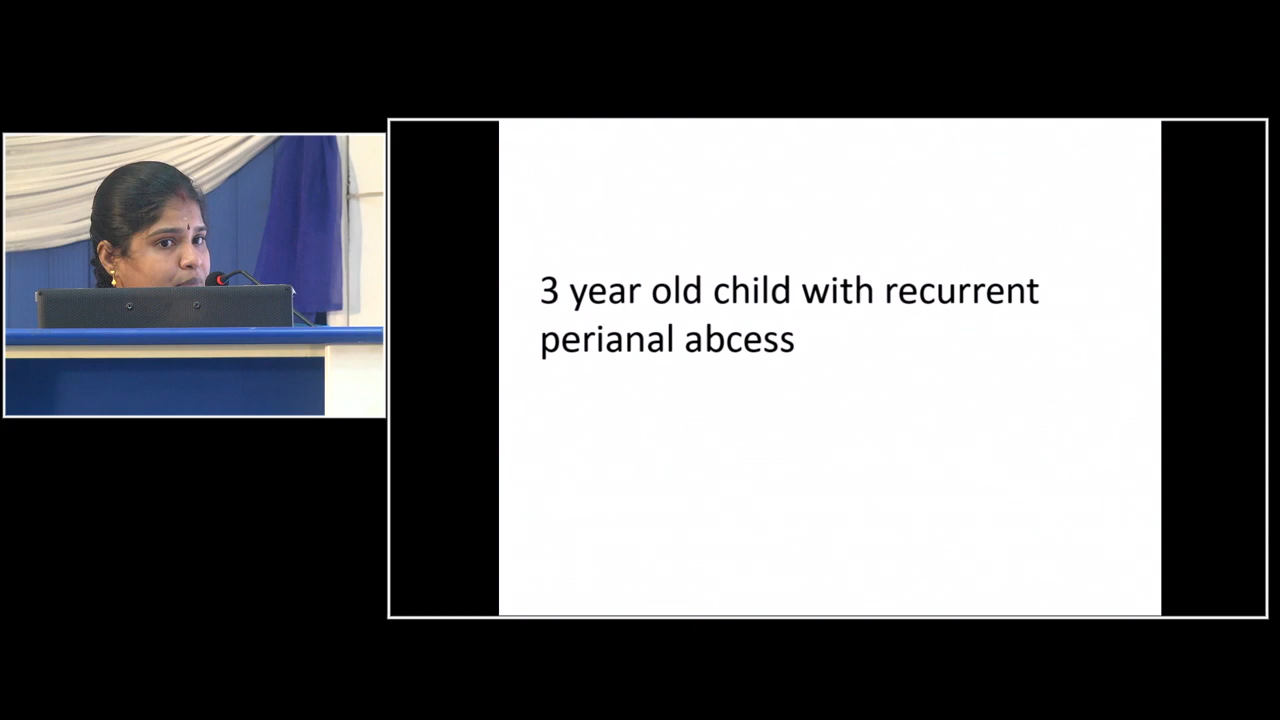 3 year old child with recurrent
perianal abcess